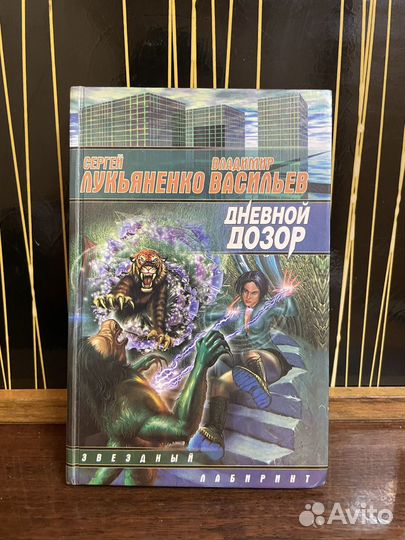 СЕРГЕЙ ВЛАДИМИР
ЛУКЬЯНЕНКО ВАСИЛЬЕВ
ДНЕВНОЙ
ДОЗОР
ЗВЕЗДНЫЙ
ЛАБИРИНТ
Avito